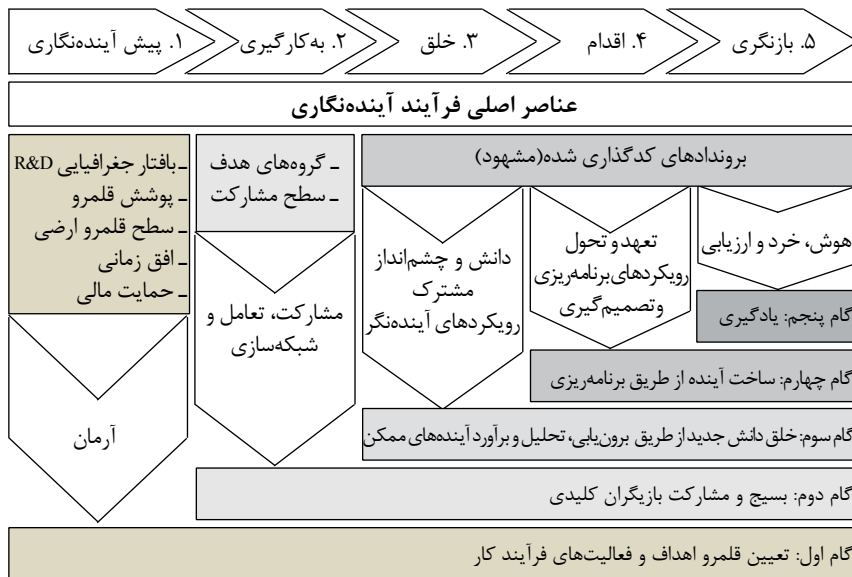 ۱. پیش آینده‌نگاری
۲. به‌کارگیری
۳. خلق
۴. اقدام
۵. بازنگری
عناصر اصلی فرآیند آینده‌نگاری
ـ بافتار جغرافیایی R&D
ـ پوشش قلمرو
ـ سطح قلمرو ارضی
ـ افق زمانی
ـ حمایت مالی
آرمان
ـ گروه‌های هدف
ـ سطح مشارکت
مشارکت، تعامل و
شبکه‌سازی
بروندادهای کدگذاری شده(مشهود)
دانش و چشم‌انداز
مشترک
رویکردهای آینده‌نگر
تعهد و تحول
رویکردهای برنامه‌ریزی
وتصمیم‌گیری
هوش، خرد و ارزیابی
گام پنجم: یادگیری
گام چهارم: ساخت آینده از طریق برنامه‌ریزی
گام سوم: خلق دانش جدید از طریق برون‌یابی، تحلیل و برآورد آینده‌های ممکن
گام دوم: بسیج و مشارکت بازیگران کلیدی
گام اول: تعیین قلمرو اهداف و فعالیت‌های فرآیند کار